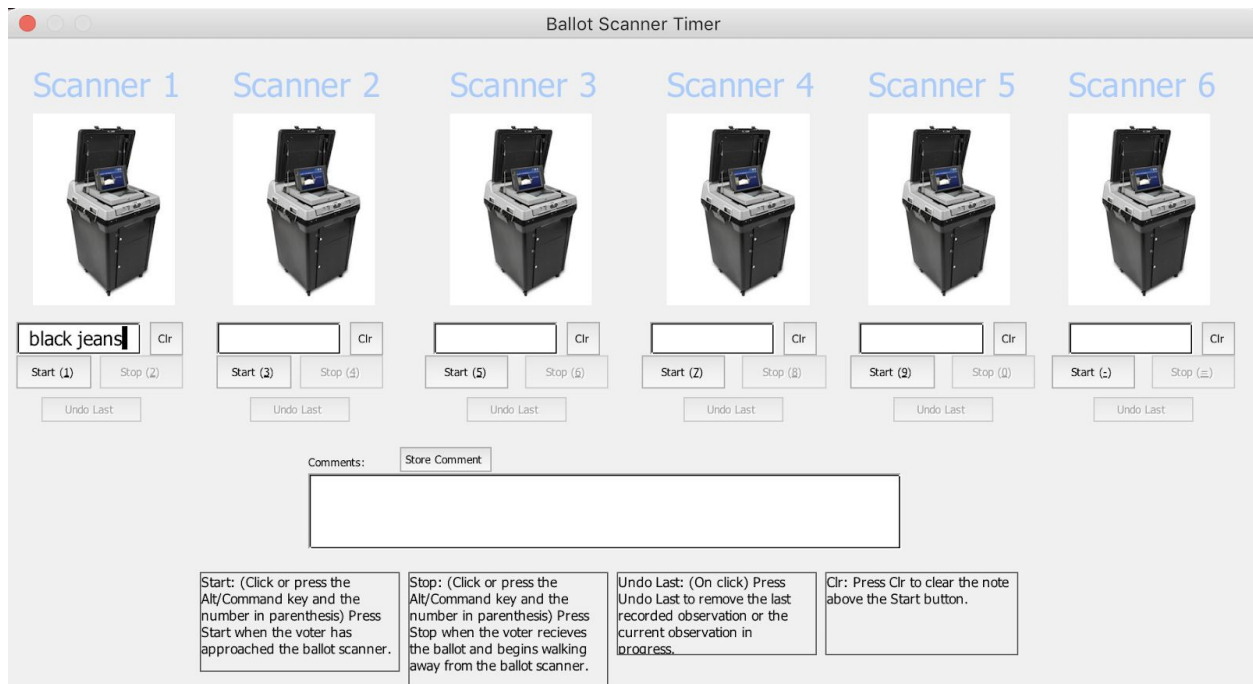 Ballot Scanner Timer
Scanner 1 Scanner 2 Scanner 3 Scanner 4 Scanner 5 Scanner 6
black jeans Clr Clr Clr Clr Clr Clr
Start (1) Stop (2) Start (3) Stop (4) Start (5) Stop (6) Start (7) Stop (8) Start (9) Stop (0) Start (-) Stop (=)
Undo Last Undo Last Undo Last Undo Last Undo Last Undo Last
Comments: Store Comment
Start: (Click or press the
Alt/Command key and the
number in parenthesis) Press
Start when the voter has
approached the ballot scanner.
Stop: (Click or press the
Alt/Command key and the
number in parenthesis) Press
Stop when the voter recieves
the ballot and begins walking
away from the ballot scanner.
Undo Last: (On click) Press
Undo Last to remove the last
recorded observation or the
current observation in
progress.
Clr: Press Clr to clear the note
above the Start button.